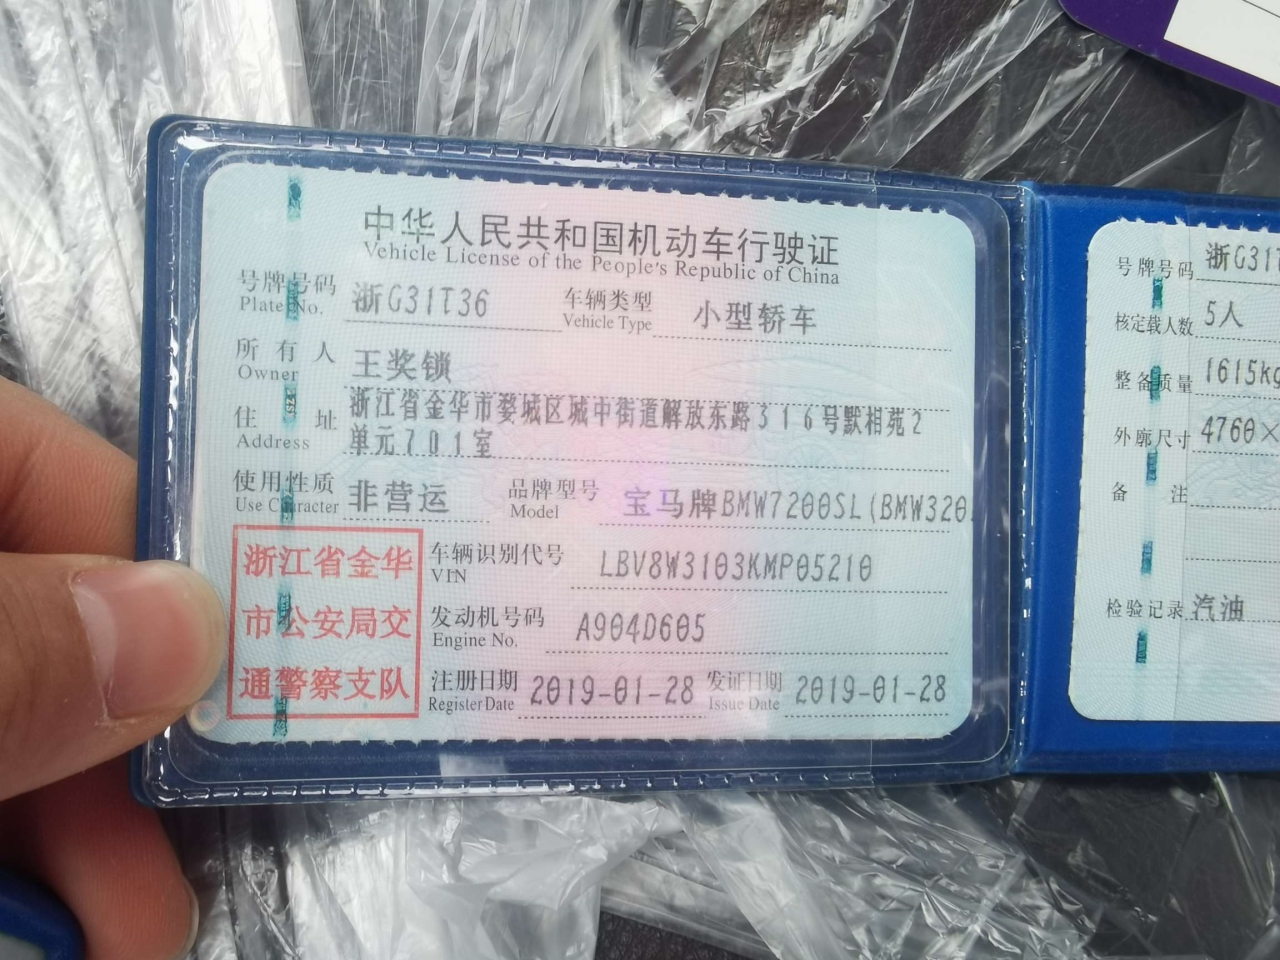 中华人民共和国机动车行驶证
Vehicle License of the People's Republic of China
号牌号码 浙G31T36 车辆类型 小型轿车
Plate No. Vehicle Type
所有人 王奖锁
Owner
住址 浙江省金华市婺城区城中街道解放东路316号默相苑2
Address 单元701室
使用性质 非营运 品牌型号 宝马牌BMW7200SL(BMW320
Use Character Model
浙江省金华
市公安局交
通警察支队
车辆识别代号 LBV8W3103KMP05210
VIN
发动机号码 A904D605
Engine No.
注册日期 2019-01-28 发证日期 2019-01-28
Register Date Issue Date
号牌号码 浙G31T
核定载人数 5人
整备质量 1615kg
外廓尺寸 4760×
备注
检验记录 汽油